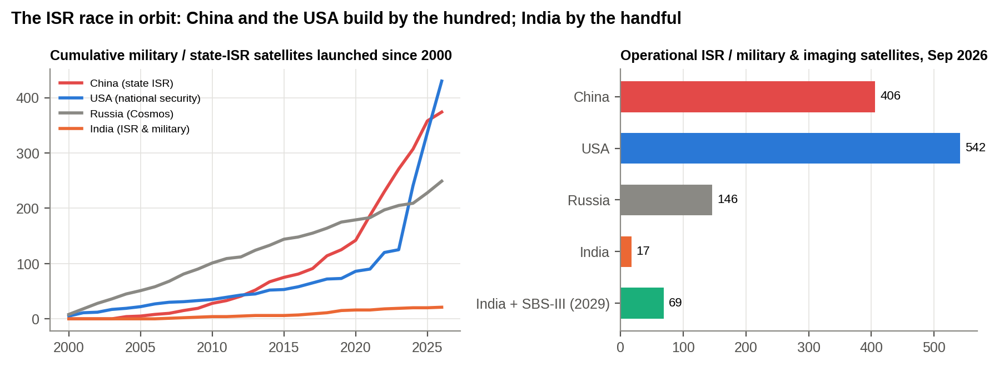 The ISR race in orbit: China and the USA build by the hundred; India by the handful
Cumulative military / state-ISR satellites launched since 2000
China (state ISR)
USA (national security)
Russia (Cosmos)
India (ISR & military)
400
300
200
100
0
2000 2005 2010 2015 2020 2025
Operational ISR / military & imaging satellites, Sep 2026
China 406
USA 542
Russia 146
India 17
India + SBS-III (2029) 69
0 100 200 300 400 500